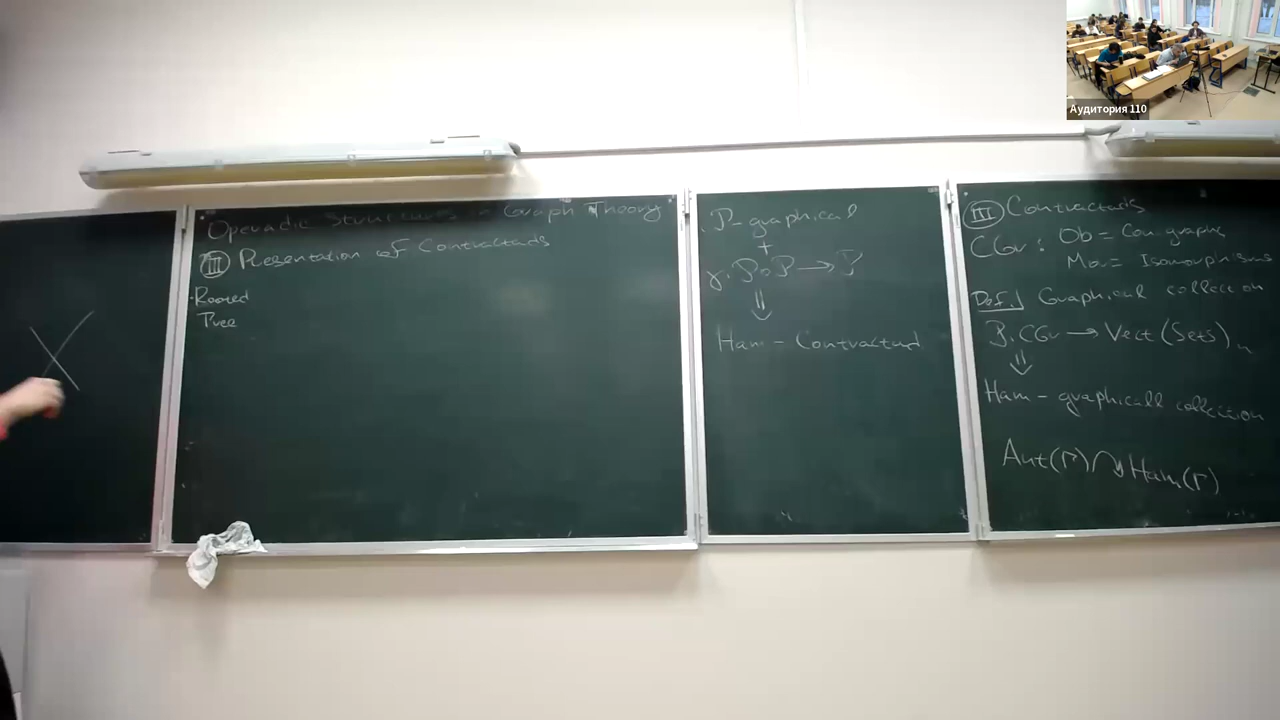 Operadic Structures in Graph Theory
III Presentation of Contractads
Rooted
Tree
P-graphical
+
γ: P∘P → P
⇓
Ham - Contractad
III Contractads
CGr: Ob = Con. graphs
Mor = Isomorphisms
Def.) Graphical collection
P: CGr → Vect (Sets)
⇓
Ham - graphicall collection
Aut(Γ) ↷ Ham(Γ)
Аудитория 110